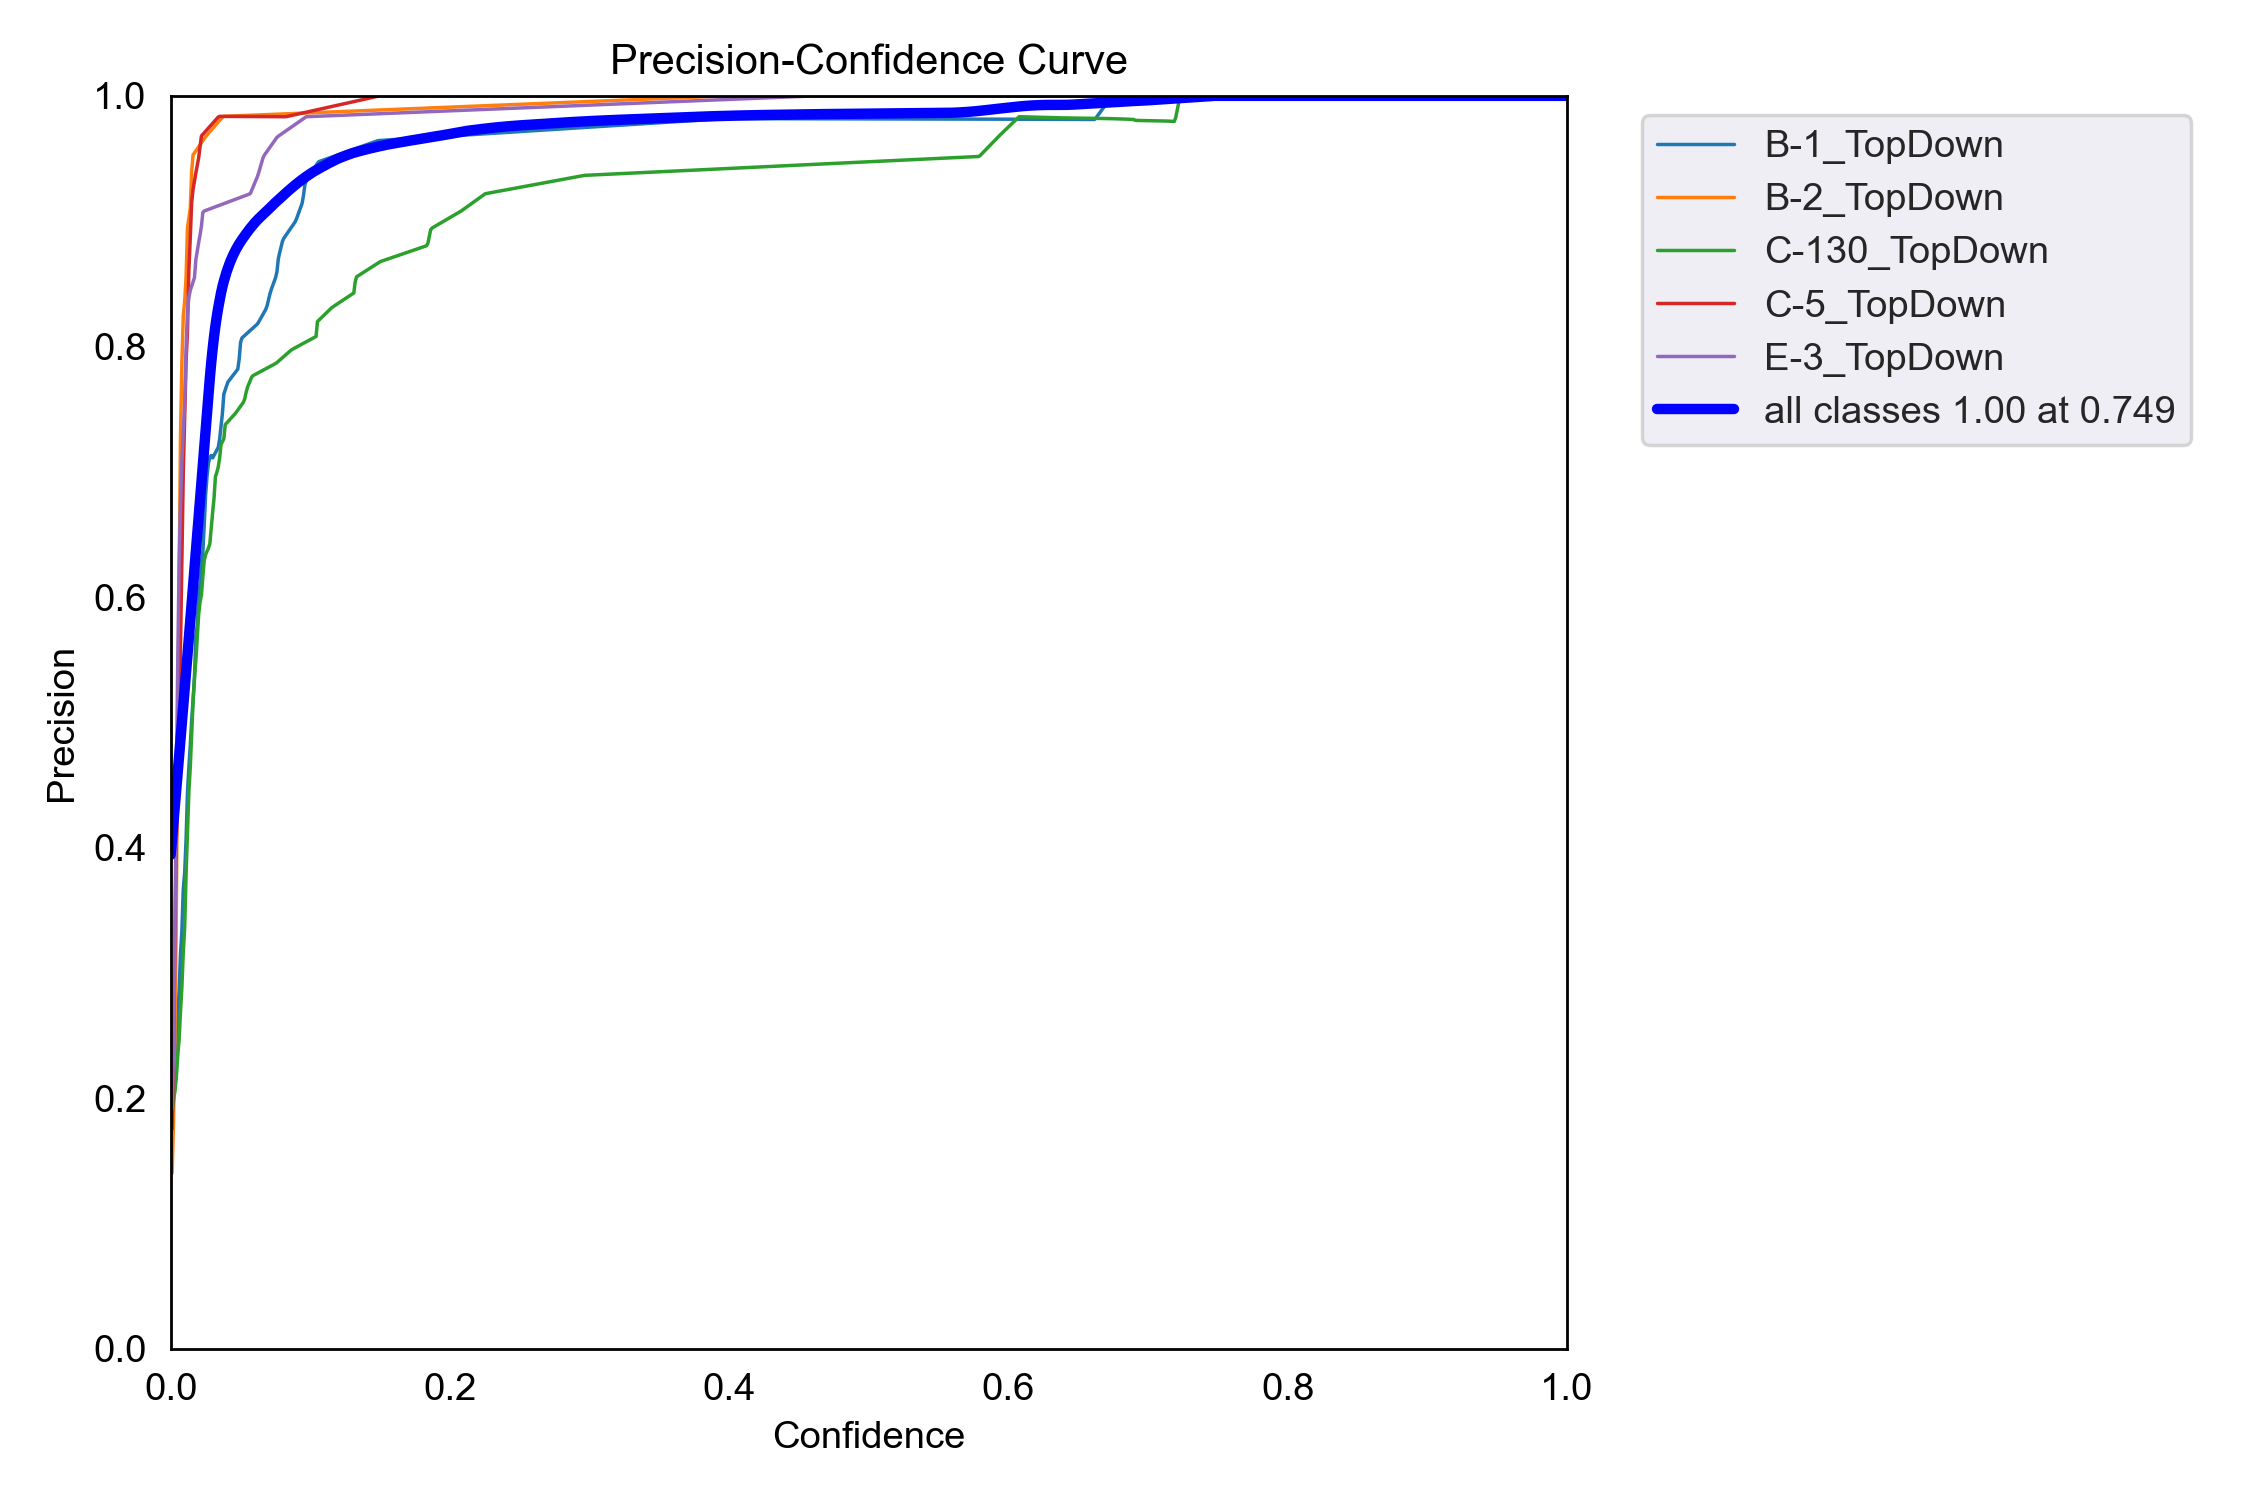 Precision-Confidence Curve
1.0
0.8
0.6
0.4
0.2
0.0
Precision
0.0 0.2 0.4 0.6 0.8 1.0
Confidence
B-1_TopDown
B-2_TopDown
C-130_TopDown
C-5_TopDown
E-3_TopDown
all classes 1.00 at 0.749